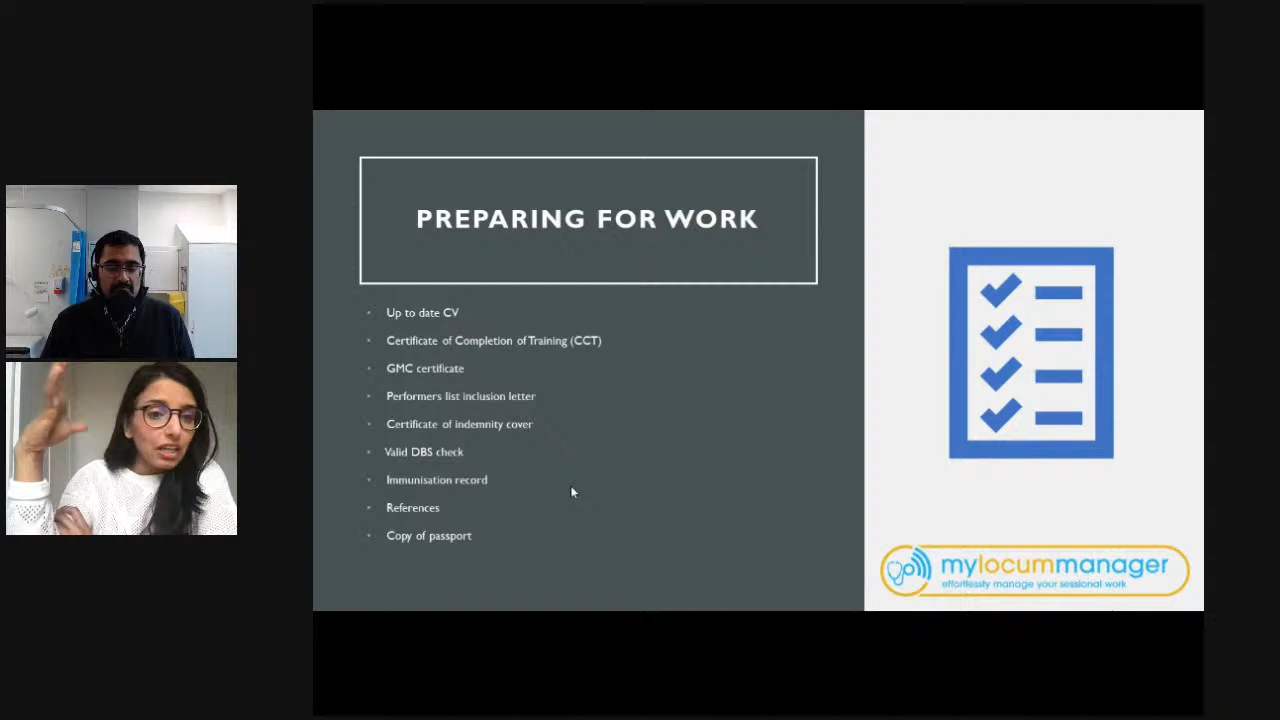 PREPARING FOR WORK
Up to date CV
Certificate of Completion of Training (CCT)
GMC certificate
Performers list inclusion letter
Certificate of indemnity cover
Valid DBS check
Immunisation record
References
Copy of passport
mylocummanager
effortlessly manage your sessional work